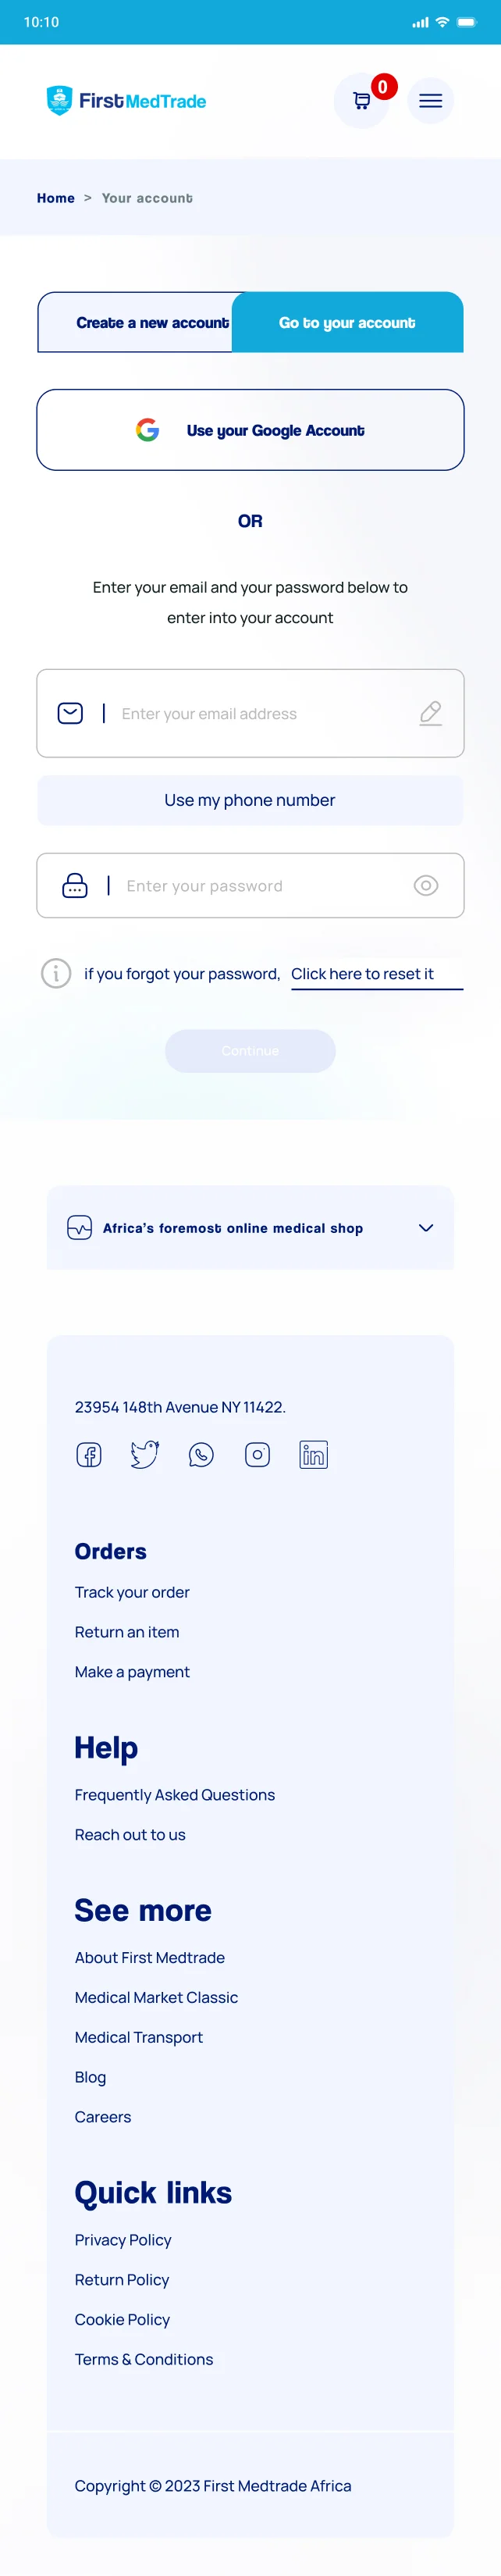 10:10
FirstMedTrade
0
Home > Your account
Create a new account
Go to your account
Use your Google Account
OR
Enter your email and your password below to
enter into your account
Enter your email address
Use my phone number
Enter your password
if you forgot your password, Click here to reset it
Continue
Africa's foremost online medical shop
23954 148th Avenue NY 11422.
Orders
Track your order
Return an item
Make a payment
Help
Frequently Asked Questions
Reach out to us
See more
About First Medtrade
Medical Market Classic
Medical Transport
Blog
Careers
Quick links
Privacy Policy
Return Policy
Cookie Policy
Terms & Conditions
Copyright © 2023 First Medtrade Africa